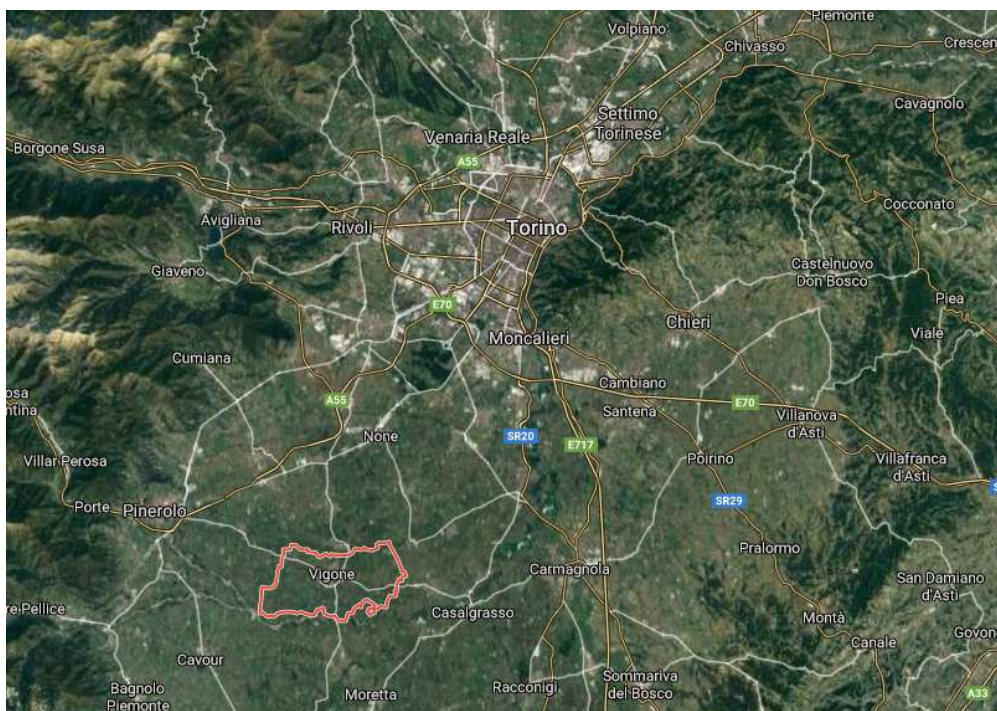 Volpiano
Piemonte
Chivasso
Crescen
Settimo
Torinese
Cavagnolo
Venaria Reale
A55
Borgone Susa
Avigliana
Rivoli
Torino
Cocconato
Giaveno
Castelnuovo
Don Bosco
E70
Piea
Chieri
Viale
Moncalieri
Cumiana
osa
ntina
Cambiano
A55
Santena
E70
Villanova
d'Asti
None
SR20
E717
Villar Perosa
Poirino
Villafranca
d'Asti
S
Porte
Pinerolo
SR29
Pralormo
Vigone
Carmagnola
San Damiano
d'Asti
re Pellice
Casalgrasso
Montà
Canale
Govon
Cavour
Bagnolo
Piemonte
Moretta
Racconigi
Sommariva
del Bosco
A33